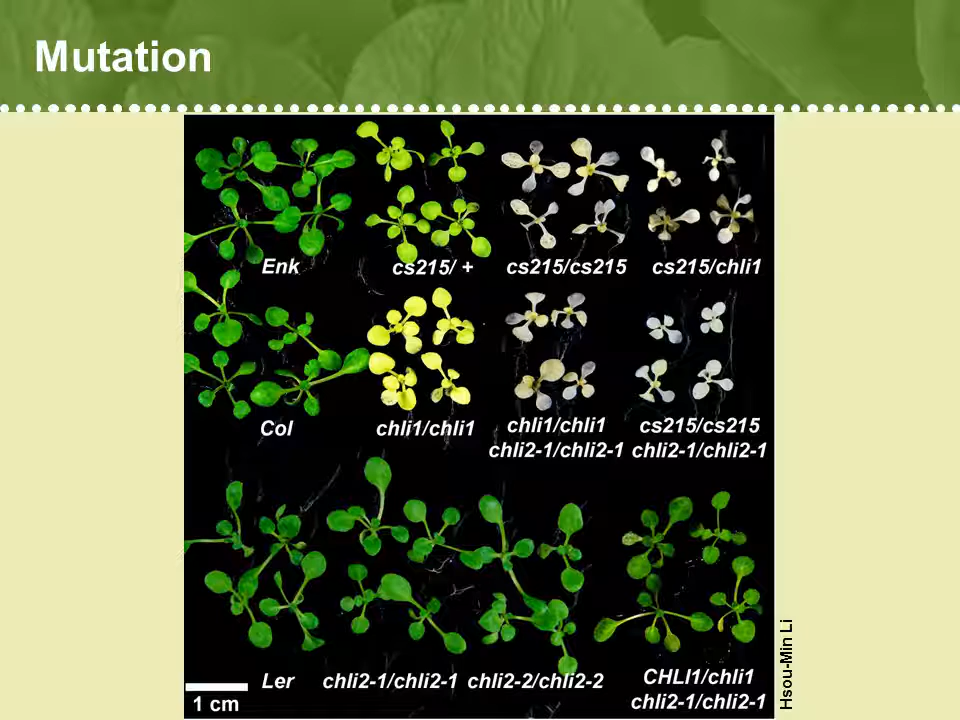 Mutation
Enk
cs215/ +
cs215/cs215
cs215/chli1
Col
chli1/chli1
chli1/chli1
chli2-1/chli2-1
cs215/cs215
chli2-1/chli2-1
Ler
chli2-1/chli2-1
chli2-2/chli2-2
CHLI1/chli1
chli2-1/chli2-1
1 cm
Hsou-Min Li